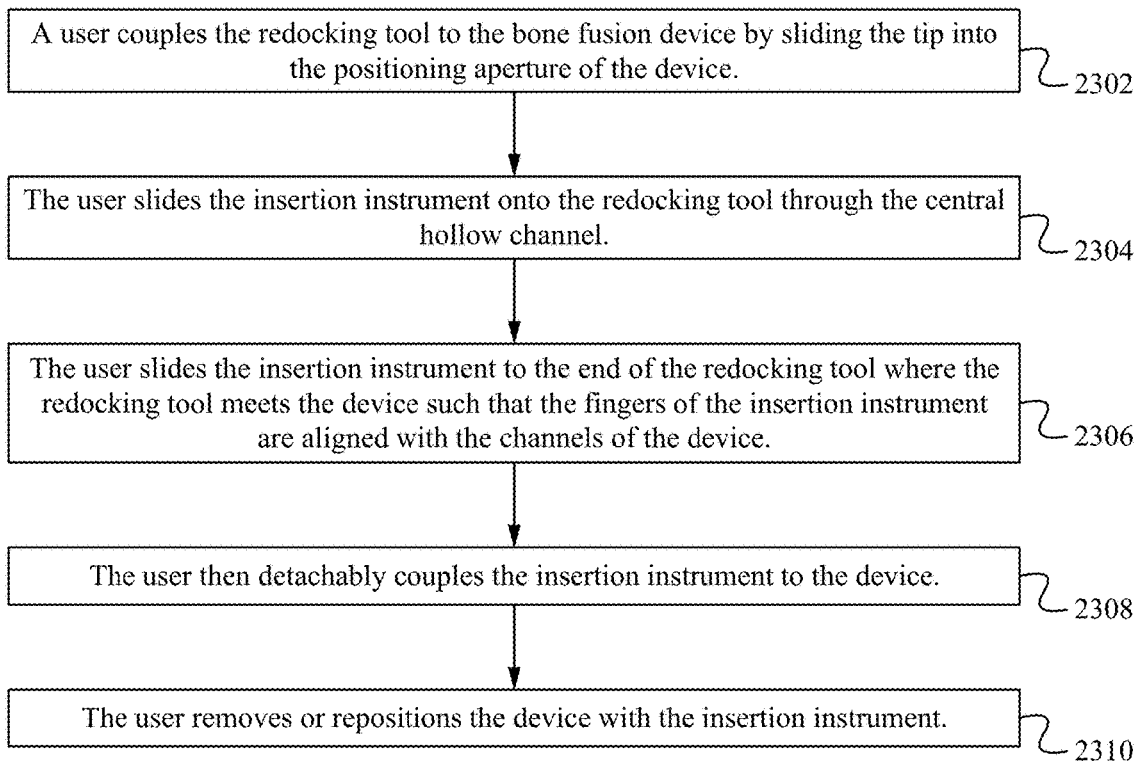 A user couples the redocking tool to the bone fusion device by sliding the tip into
the positioning aperture of the device.
2302
The user slides the insertion instrument onto the redocking tool through the central
hollow channel.
2304
The user slides the insertion instrument to the end of the redocking tool where the
redocking tool meets the device such that the fingers of the insertion instrument
are aligned with the channels of the device.
2306
The user then detachably couples the insertion instrument to the device.
2308
The user removes or repositions the device with the insertion instrument.
2310